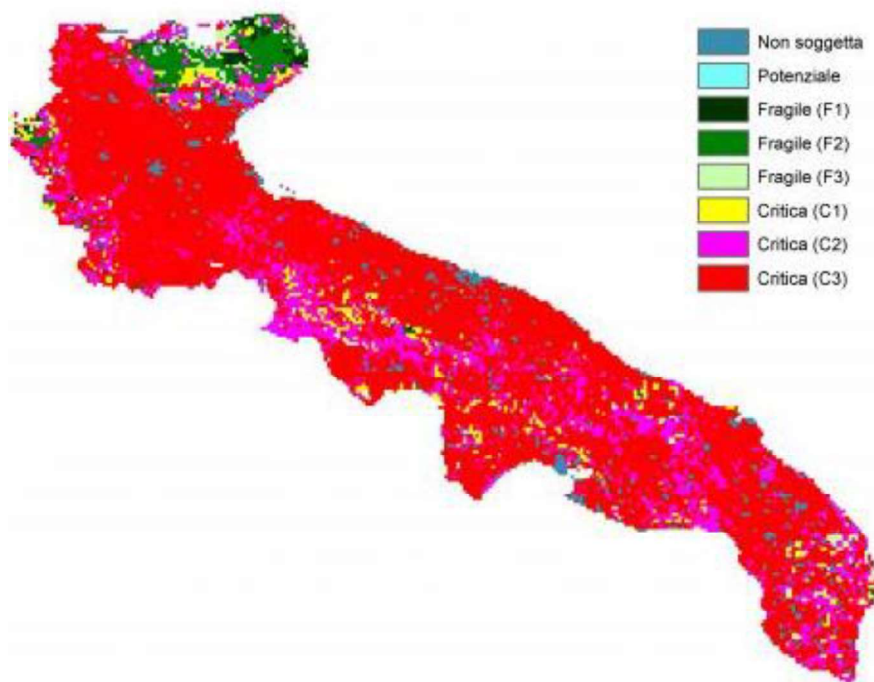 Non soggetta
Potenziale
Fragile (F1)
Fragile (F2)
Fragile (F3)
Critica (C1)
Critica (C2)
Critica (C3)